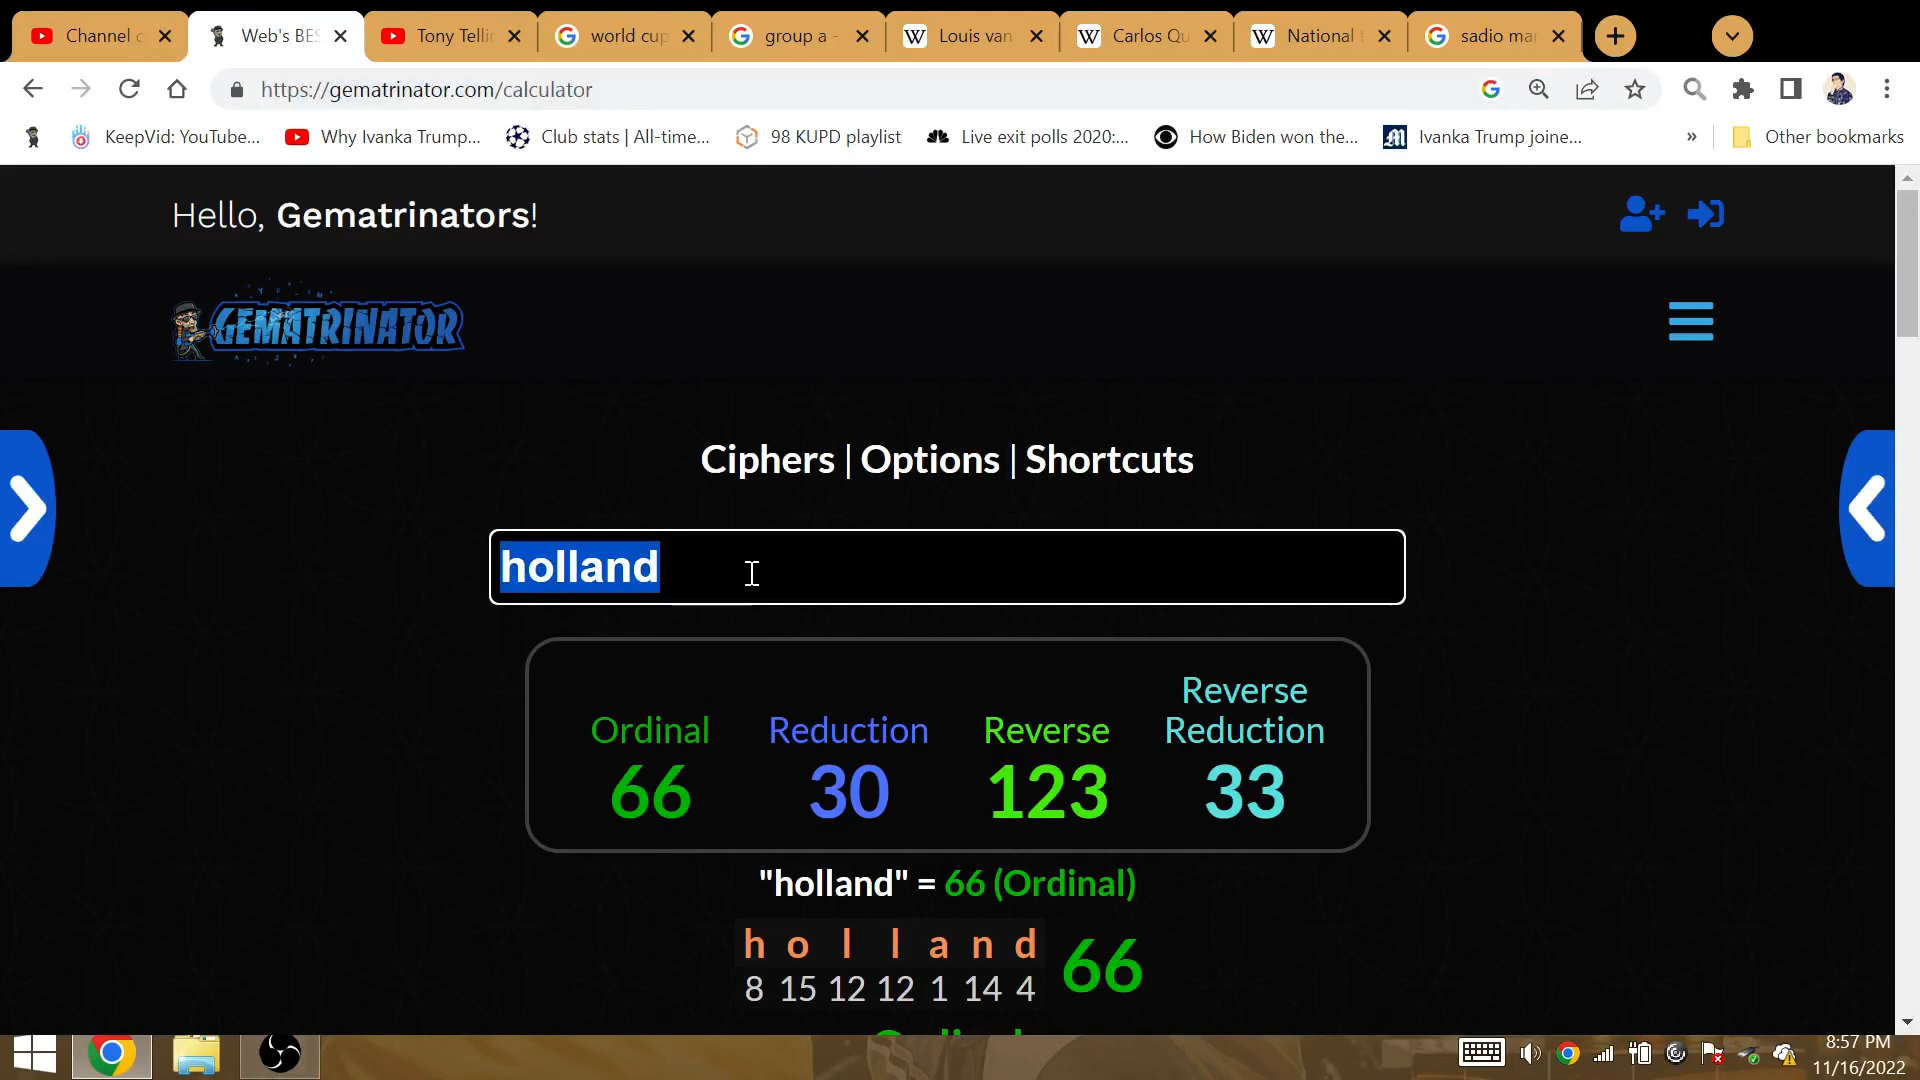 Channel c
Web's BES
Tony Tellin
world cup
group a -
Louis van
Carlos Qu
National t
sadio man
https://gematrinator.com/calculator
KeepVid: YouTube...
Why Ivanka Trump...
Club stats | All-time...
98 KUPD playlist
Live exit polls 2020:...
How Biden won the...
Ivanka Trump joine...
»
Other bookmarks
Hello, Gematrinators!
GEMATRINATOR
Ciphers | Options | Shortcuts
holland
Ordinal
66
Reduction
30
Reverse
123
Reverse
Reduction
33
"holland" = 66 (Ordinal)
h o l l a n d
66
8 15 12 12 1 14 4
8:57 PM
11/16/2022